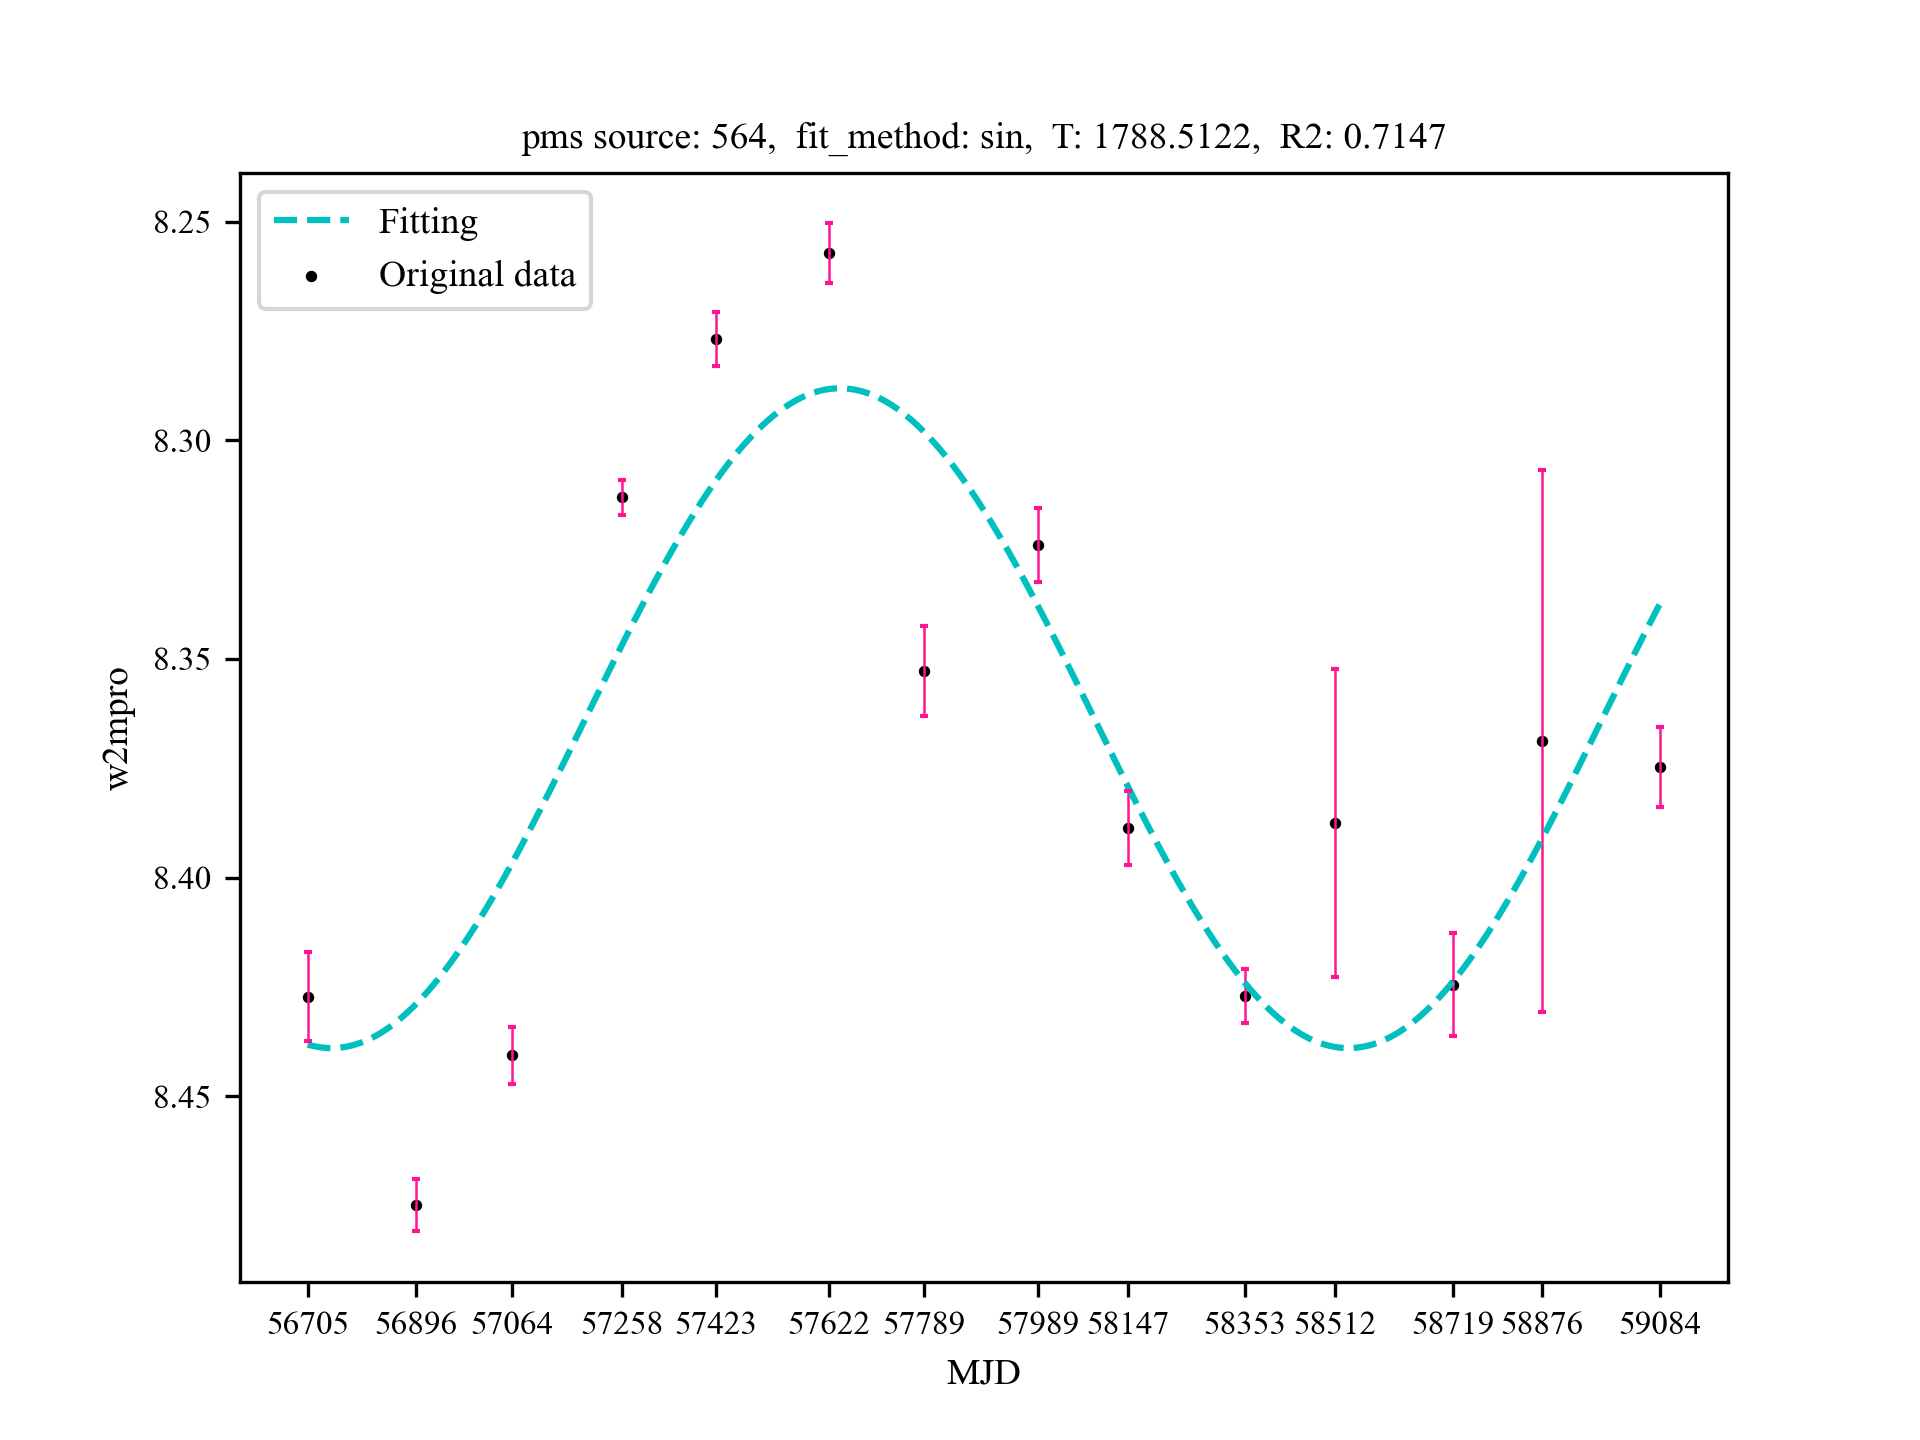 pms source: 564,  fit_method: sin,  T: 1788.5122,  R2: 0.7147
Fitting
Original data
8.25
8.30
8.35
8.40
8.45
w2mpro
56705 56896 57064 57258 57423 57622 57789 57989 58147 58353 58512 58719 58876 59084
MJD